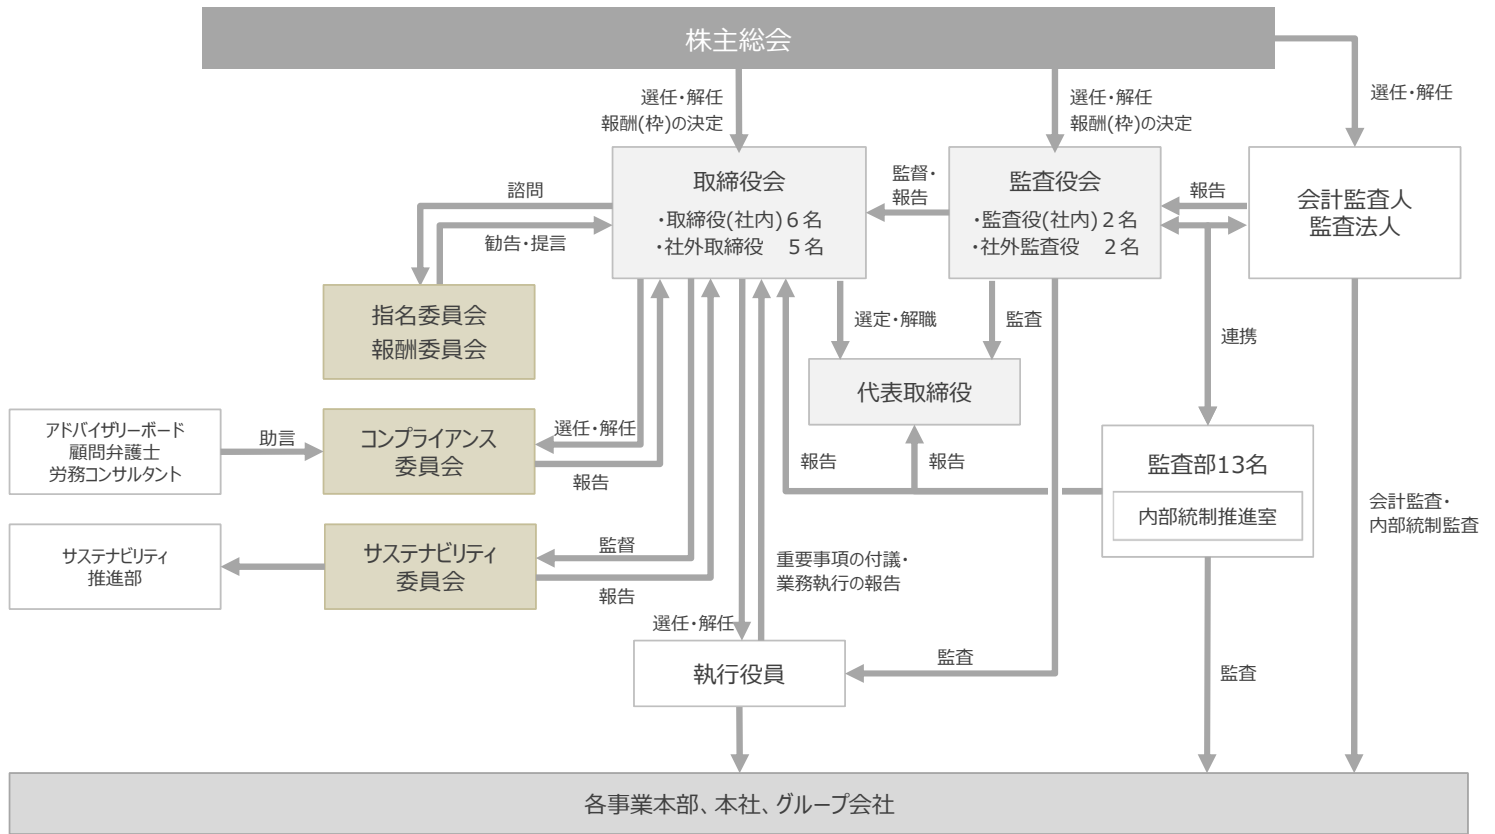 株主総会
選任・解任
報酬(枠)の決定
選任・解任
報酬(枠)の決定
選任・解任
取締役会
・取締役(社内)6名
・社外取締役　5名
監督・
報告
監査役会
・監査役(社内)2名
・社外監査役　2名
報告
会計監査人
監査法人
諮問
勧告・提言
指名委員会
報酬委員会
選定・解職
監査
連携
代表取締役
アドバイザリーボード
顧問弁護士
労務コンサルタント
助言
コンプライアンス
委員会
選任・解任
報告
報告
報告
監査部13名
内部統制推進室
会計監査・
内部統制監査
サステナビリティ
推進部
サステナビリティ
委員会
監督
報告
重要事項の付議・
業務執行の報告
選任・解任
執行役員
監査
監査
各事業本部、本社、グループ会社